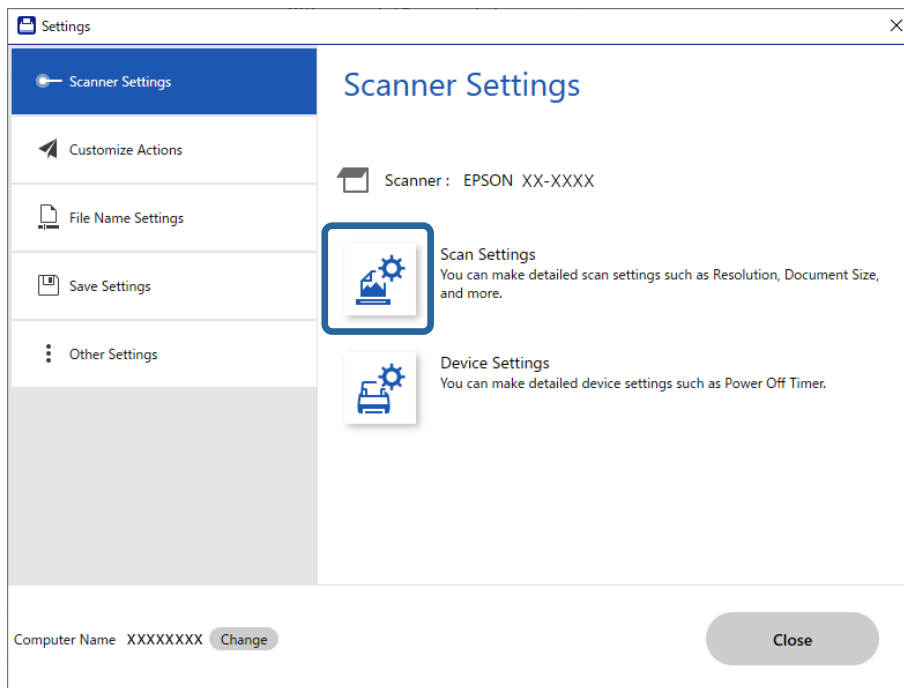 Settings
Scanner Settings
Customize Actions
File Name Settings
Save Settings
Other Settings
Scanner Settings
Scanner : EPSON XX-XXXX
Scan Settings
You can make detailed scan settings such as Resolution, Document Size,
and more.
Device Settings
You can make detailed device settings such as Power Off Timer.
Computer Name XXXXXXXX Change
Close